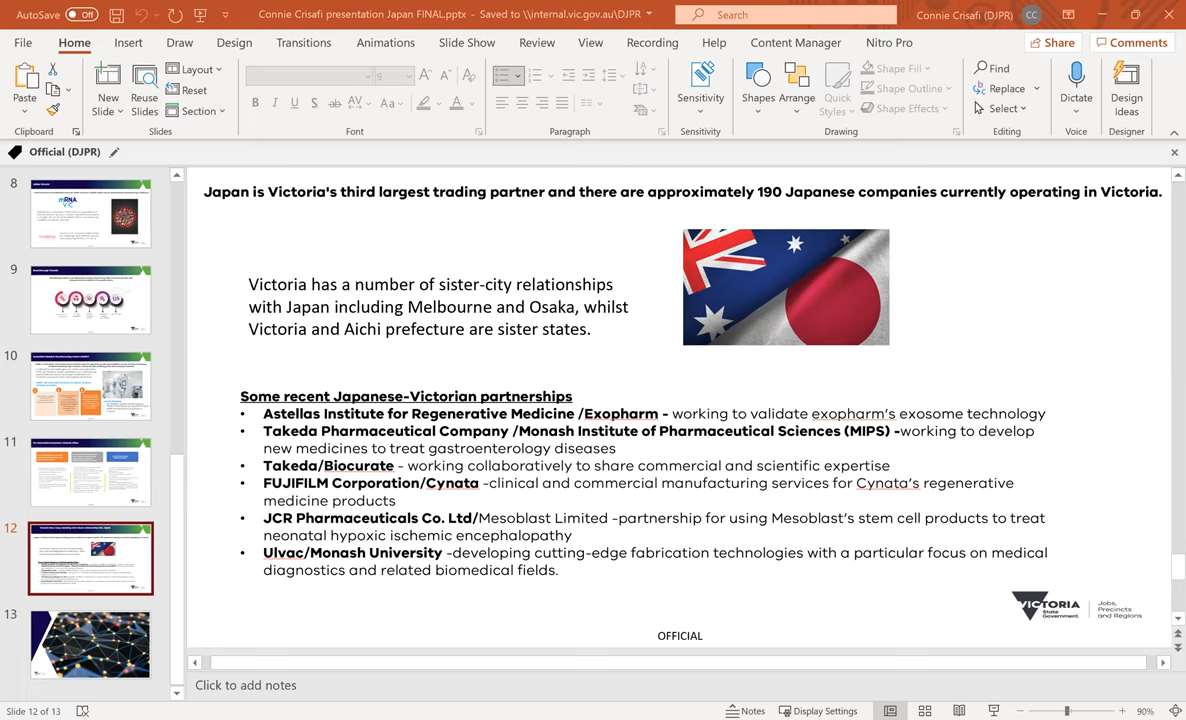 AutoSave Off
Connie Crisafi presentation Japan FINAL.pptx - Saved to \\internal.vic.gov.au\DJPR
Search
Connie Crisafi (DJPR) CC
File Home Insert Draw Design Transitions Animations Slide Show Review View Recording Help Content Manager Nitro Pro
Share Comments
Paste
New Slide
Reuse Slides
Layout
Reset
Section
9
Sensitivity
Shapes Arrange Quick Styles
Shape Fill
Shape Outline
Shape Effects
Find
Replace
Select
Dictate
Design Ideas
Clipboard Slides Font Paragraph Sensitivity Drawing Editing Voice Designer
Official (DJPR)
8
mRNA
VIC
9
10
11
12
13
Japan is Victoria's third largest trading partner and there are approximately 190 Japanese companies currently operating in Victoria.
Victoria has a number of sister-city relationships
with Japan including Melbourne and Osaka, whilst
Victoria and Aichi prefecture are sister states.
Some recent Japanese-Victorian partnerships
• Astellas Institute for Regenerative Medicine /Exopharm - working to validate exopharm's exosome technology
• Takeda Pharmaceutical Company /Monash Institute of Pharmaceutical Sciences (MIPS) -working to develop
new medicines to treat gastroenterology diseases
• Takeda/Biocurate - working collaboratively to share commercial and scientific expertise
• FUJIFILM Corporation/Cynata -clinical and commercial manufacturing services for Cynata's regenerative
medicine products
• JCR Pharmaceuticals Co. Ltd/Mesoblast Limited -partnership for using Mesoblast's stem cell products to treat
neonatal hypoxic ischemic encephalopathy
• Ulvac/Monash University -developing cutting-edge fabrication technologies with a particular focus on medical
diagnostics and related biomedical fields.
VICTORIA
State
Government
Jobs,
Precincts
and Regions
OFFICIAL
Click to add notes
Slide 12 of 13
Notes Display Settings 90%